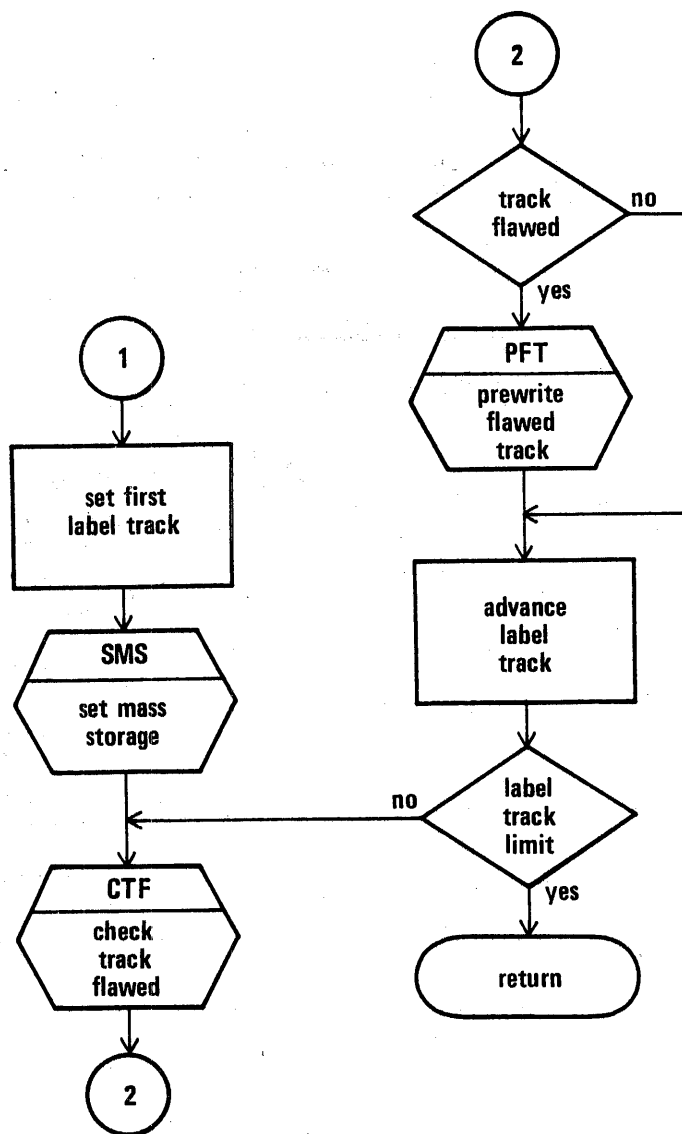 1
set first
label track
SMS
set mass
storage
CTF
check
track
flawed
2
2
track
flawed
no
yes
PFT
prewrite
flawed
track
advance
label
track
label
track
limit
no
yes
return